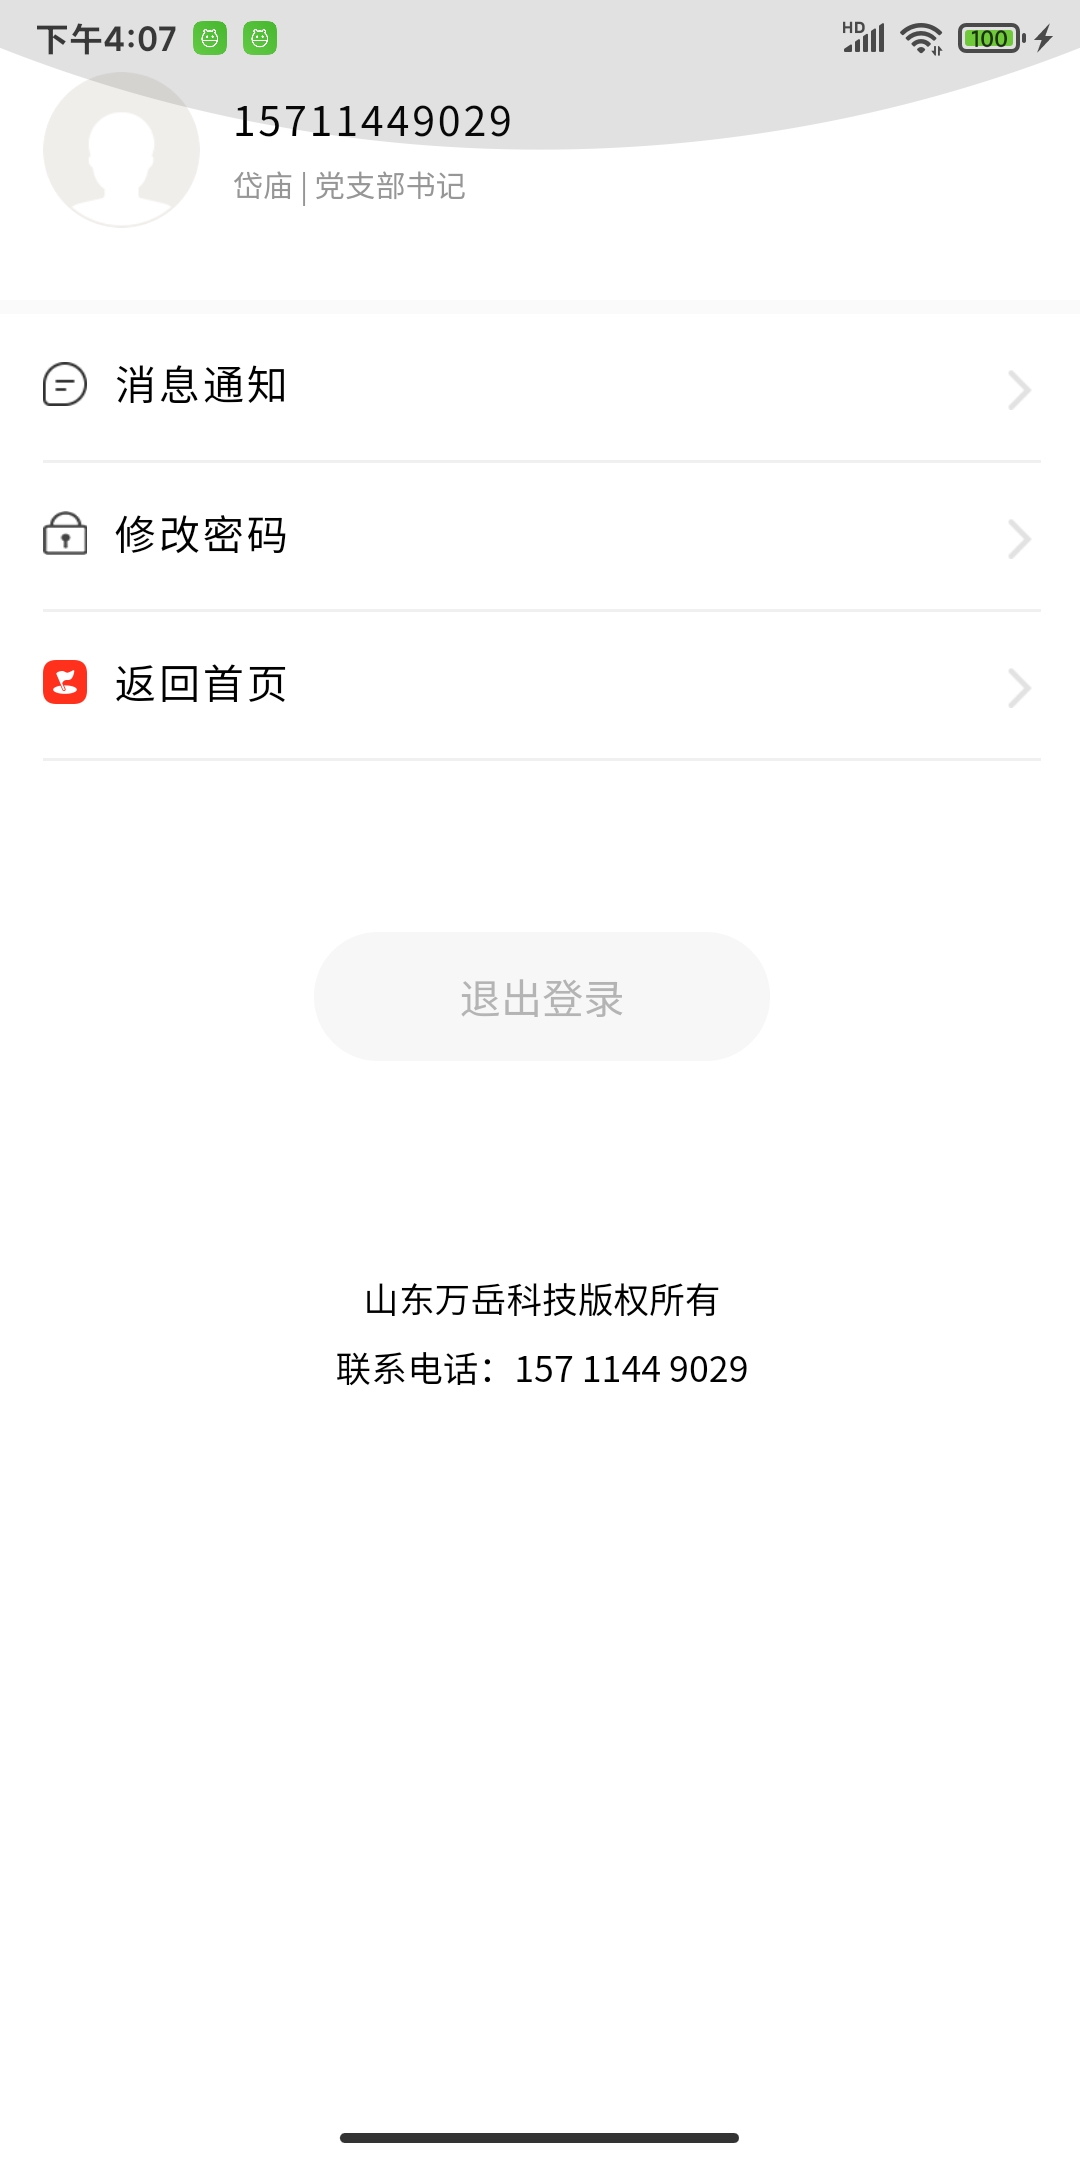 下午4:07
HD
100
15711449029
岱庙 | 党支部书记
消息通知
修改密码
返回首页
退出登录
山东万岳科技版权所有
联系电话：157 1144 9029